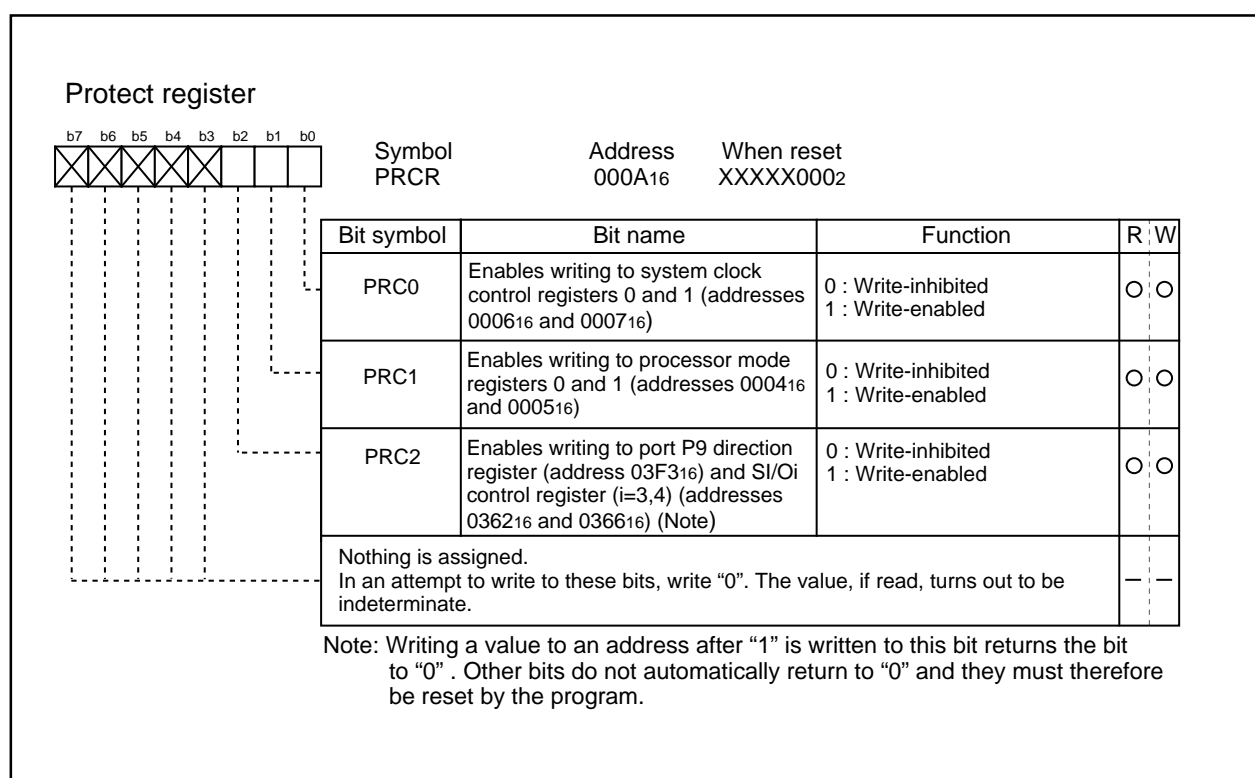 Protect register
b7 b6 b5 b4 b3 b2 b1 b0
Symbol Address When reset
PRCR 000A16 XXXXX0002
Bit symbol Bit name Function R W
PRC0
Enables writing to system clock
control registers 0 and 1 (addresses
000616 and 000716)
0 : Write-inhibited
1 : Write-enabled
PRC1
Enables writing to processor mode
registers 0 and 1 (addresses 000416
and 000516)
0 : Write-inhibited
1 : Write-enabled
PRC2
Enables writing to port P9 direction
register (address 03F316) and SI/Oi
control register (i=3,4) (addresses
036216 and 036616) (Note)
0 : Write-inhibited
1 : Write-enabled
Nothing is assigned.
In an attempt to write to these bits, write “0”. The value, if read, turns out to be
indeterminate.
Note: Writing a value to an address after “1” is written to this bit returns the bit
to “0” . Other bits do not automatically return to “0” and they must therefore
be reset by the program.